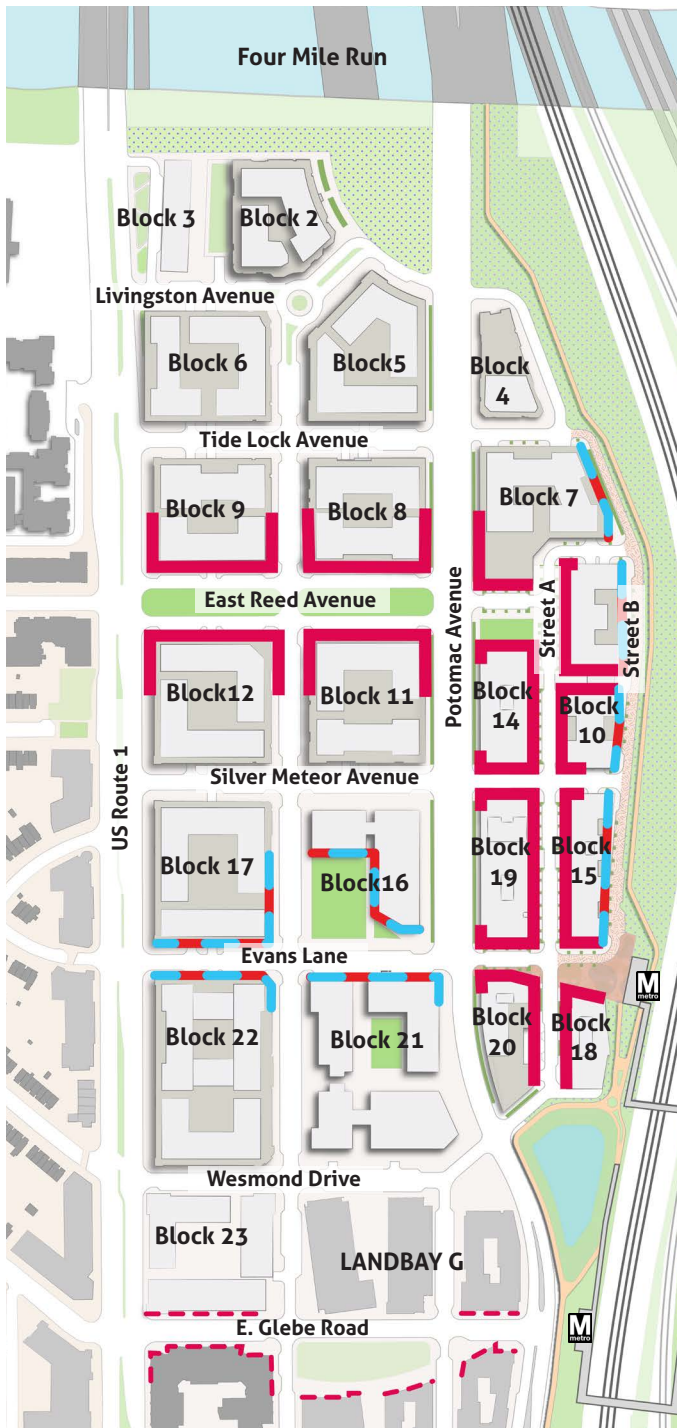 Four Mile Run
Block 3
Block 2
Livingston Avenue
Block 6
Block5
Block
4
Tide Lock Avenue
Block 9
Block 8
Block 7
East Reed Avenue
Potomac Avenue
Street A
Street B
Block12
Block 11
Block
14
Block
10
US Route 1
Silver Meteor Avenue
Block 17
Block16
Block
19
Block
15
Evans Lane
M
metro
Block 22
Block 21
Block
20
Block
18
Wesmond Drive
Block 23
LANDBAY G
E. Glebe Road
M
metro